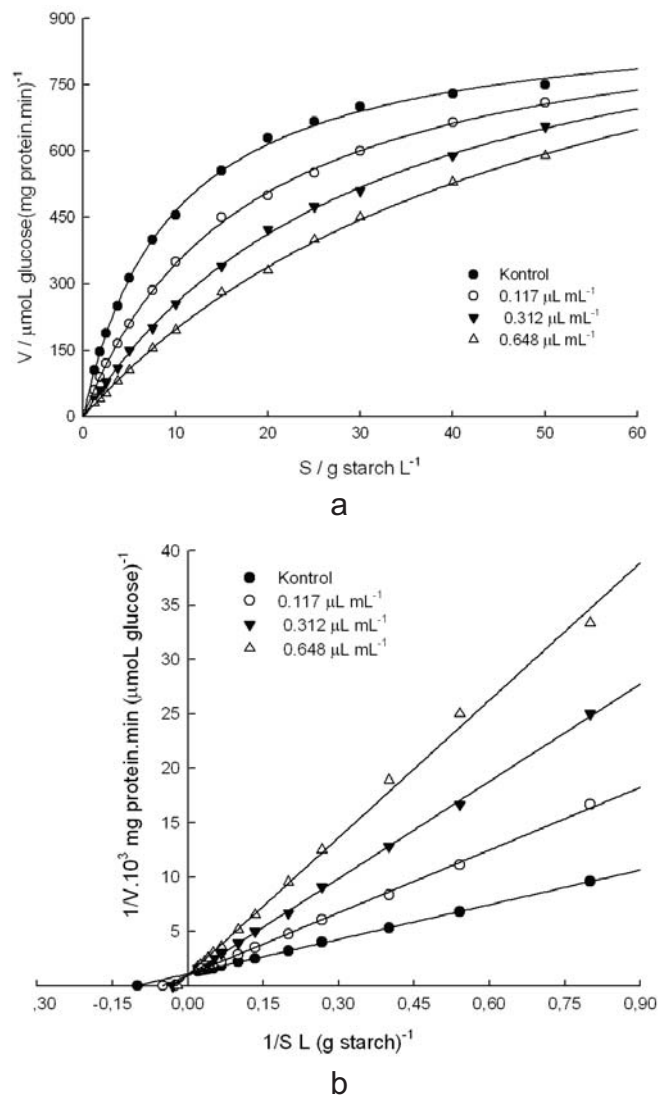 900
750
600
450
300
150
0
V / μmoL glucose(mg protein.min)⁻¹
Kontrol
0.117 μL mL⁻¹
0.312 μL mL⁻¹
0.648 μL mL⁻¹
0 10 20 30 40 50 60
S / g starch L⁻¹
a
40
35
30
25
20
15
10
5
1/V.10³ mg protein.min (μmoL glucose)⁻¹
Kontrol
0.117 μL mL⁻¹
0.312 μL mL⁻¹
0.648 μL mL⁻¹
,30 -0,15 0,00 0,15 0,30 0,45 0,60 0,75 0,90
1/S L (g starch)⁻¹
b